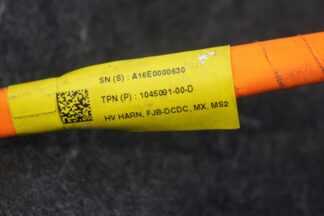 SN (S) : A16E0000630
TPN (P) : 1045091-00-D
HV HARN, FJB-DCDC, MX, MS2